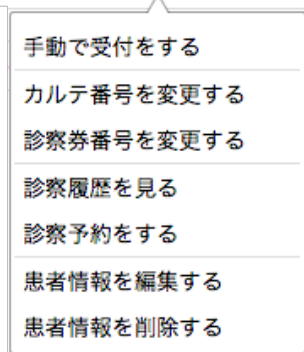 手動で受付をする
カルテ番号を変更する
診察券番号を変更する
診察履歴を見る
診察予約をする
患者情報を編集する
患者情報を削除する